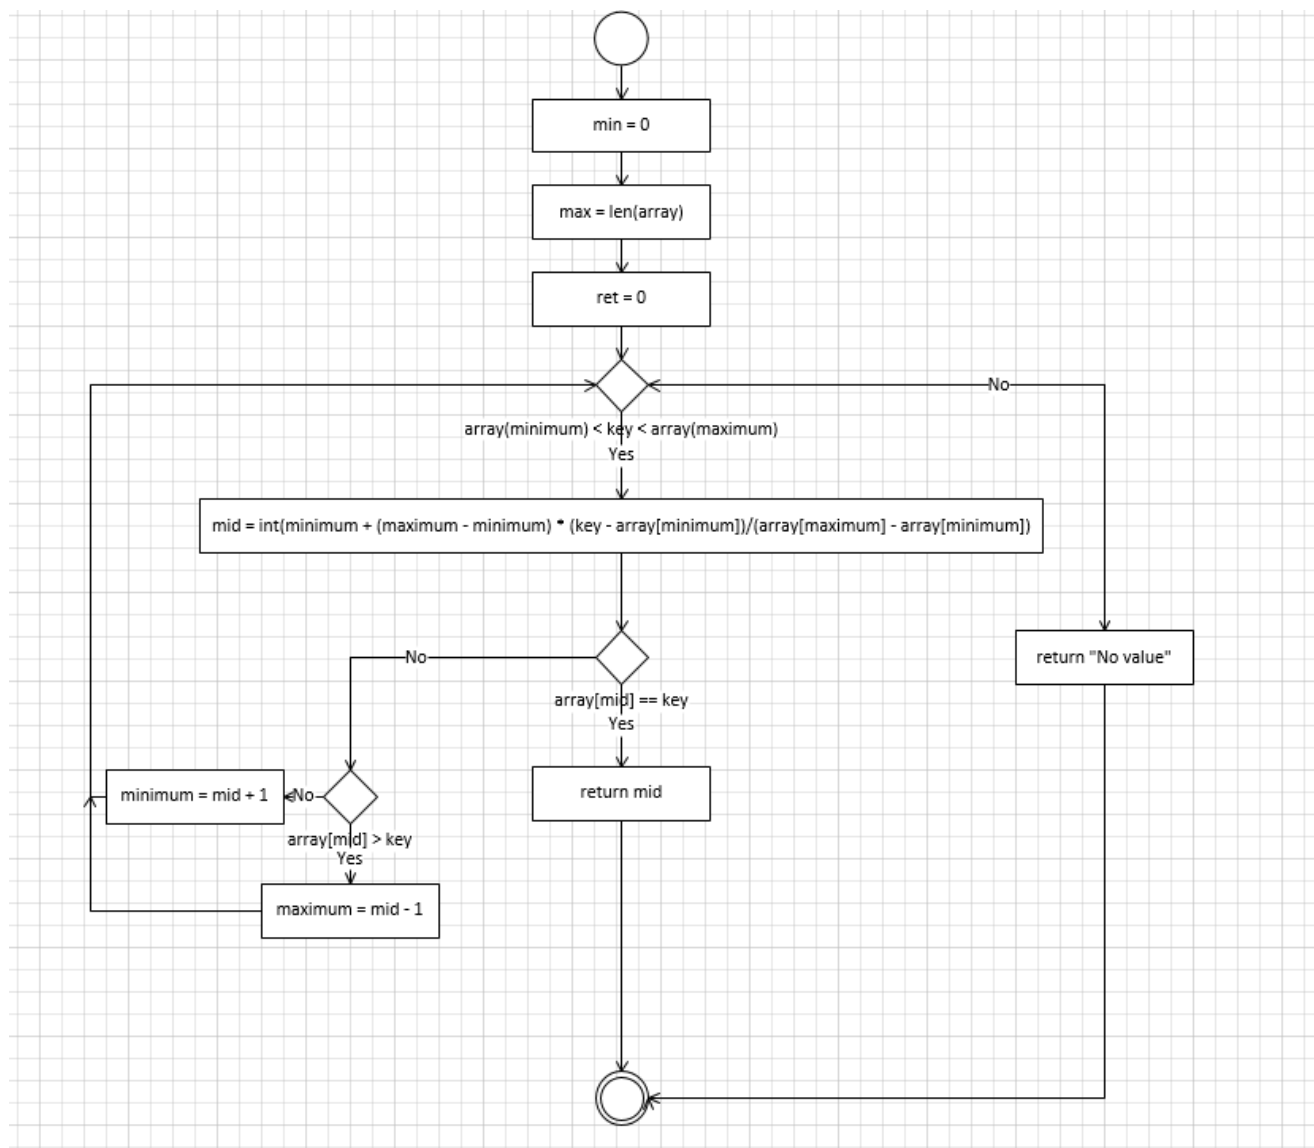 min = 0
max = len(array)
ret = 0
No
array(minimum) < key < array(maximum)
Yes
mid = int(minimum + (maximum - minimum) * (key - array[minimum])/(array[maximum] - array[minimum])
No
return "No value"
array[mid] == key
Yes
minimum = mid + 1
No
return mid
array[mid] > key
Yes
maximum = mid - 1